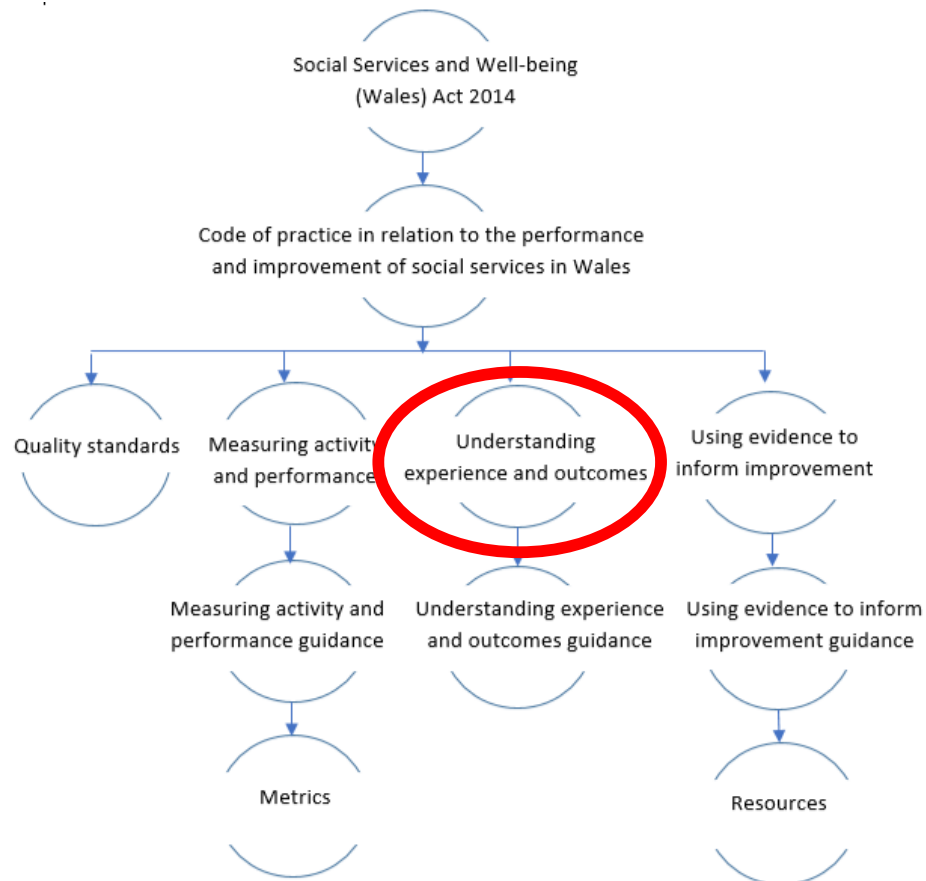 Social Services and Well-being
(Wales) Act 2014
Code of practice in relation to the performance
and improvement of social services in Wales
Quality standards
Measuring activity
and performance
Understanding
experience and outcomes
Using evidence to
inform improvement
Measuring activity and
performance guidance
Understanding experience
and outcomes guidance
Using evidence to inform
improvement guidance
Metrics
Resources